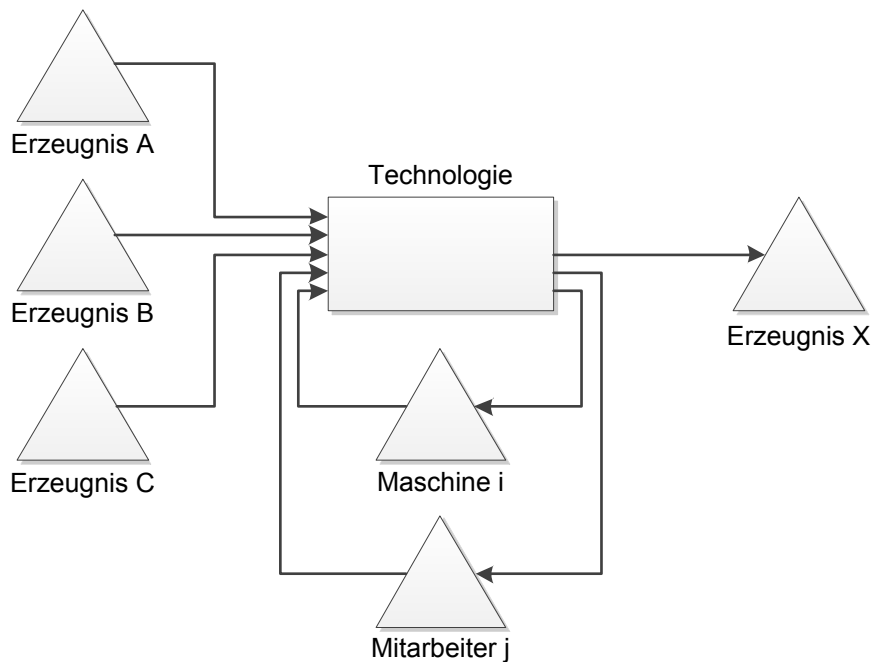 Erzeugnis A
Technologie
Erzeugnis B
Erzeugnis X
Erzeugnis C
Maschine i
Mitarbeiter j